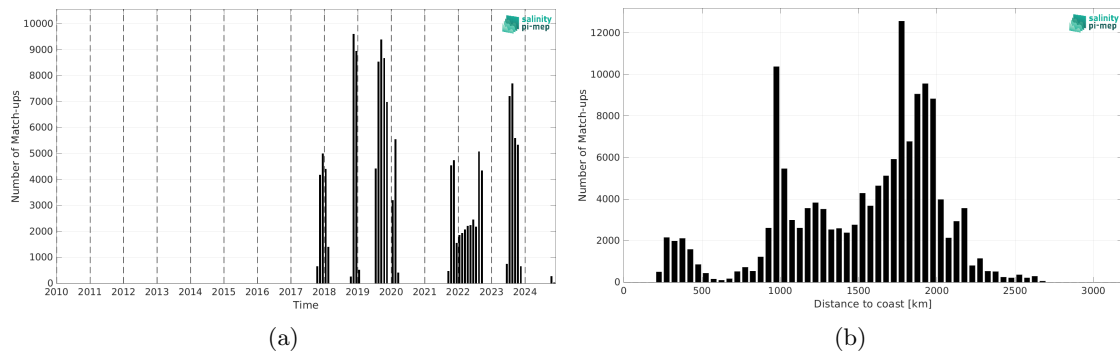 10000
9000
8000
7000
6000
5000
4000
3000
2000
1000
0
Number of Match-ups
2010 2011 2012 2013 2014 2015 2016 2017 2018 2019 2020 2021 2022 2023 2024
Time
salinity
pi-mep
(a)
12000
10000
8000
6000
4000
2000
0
Number of Match-ups
0 500 1000 1500 2000 2500 3000
Distance to coast [km]
salinity
pi-mep
(b)